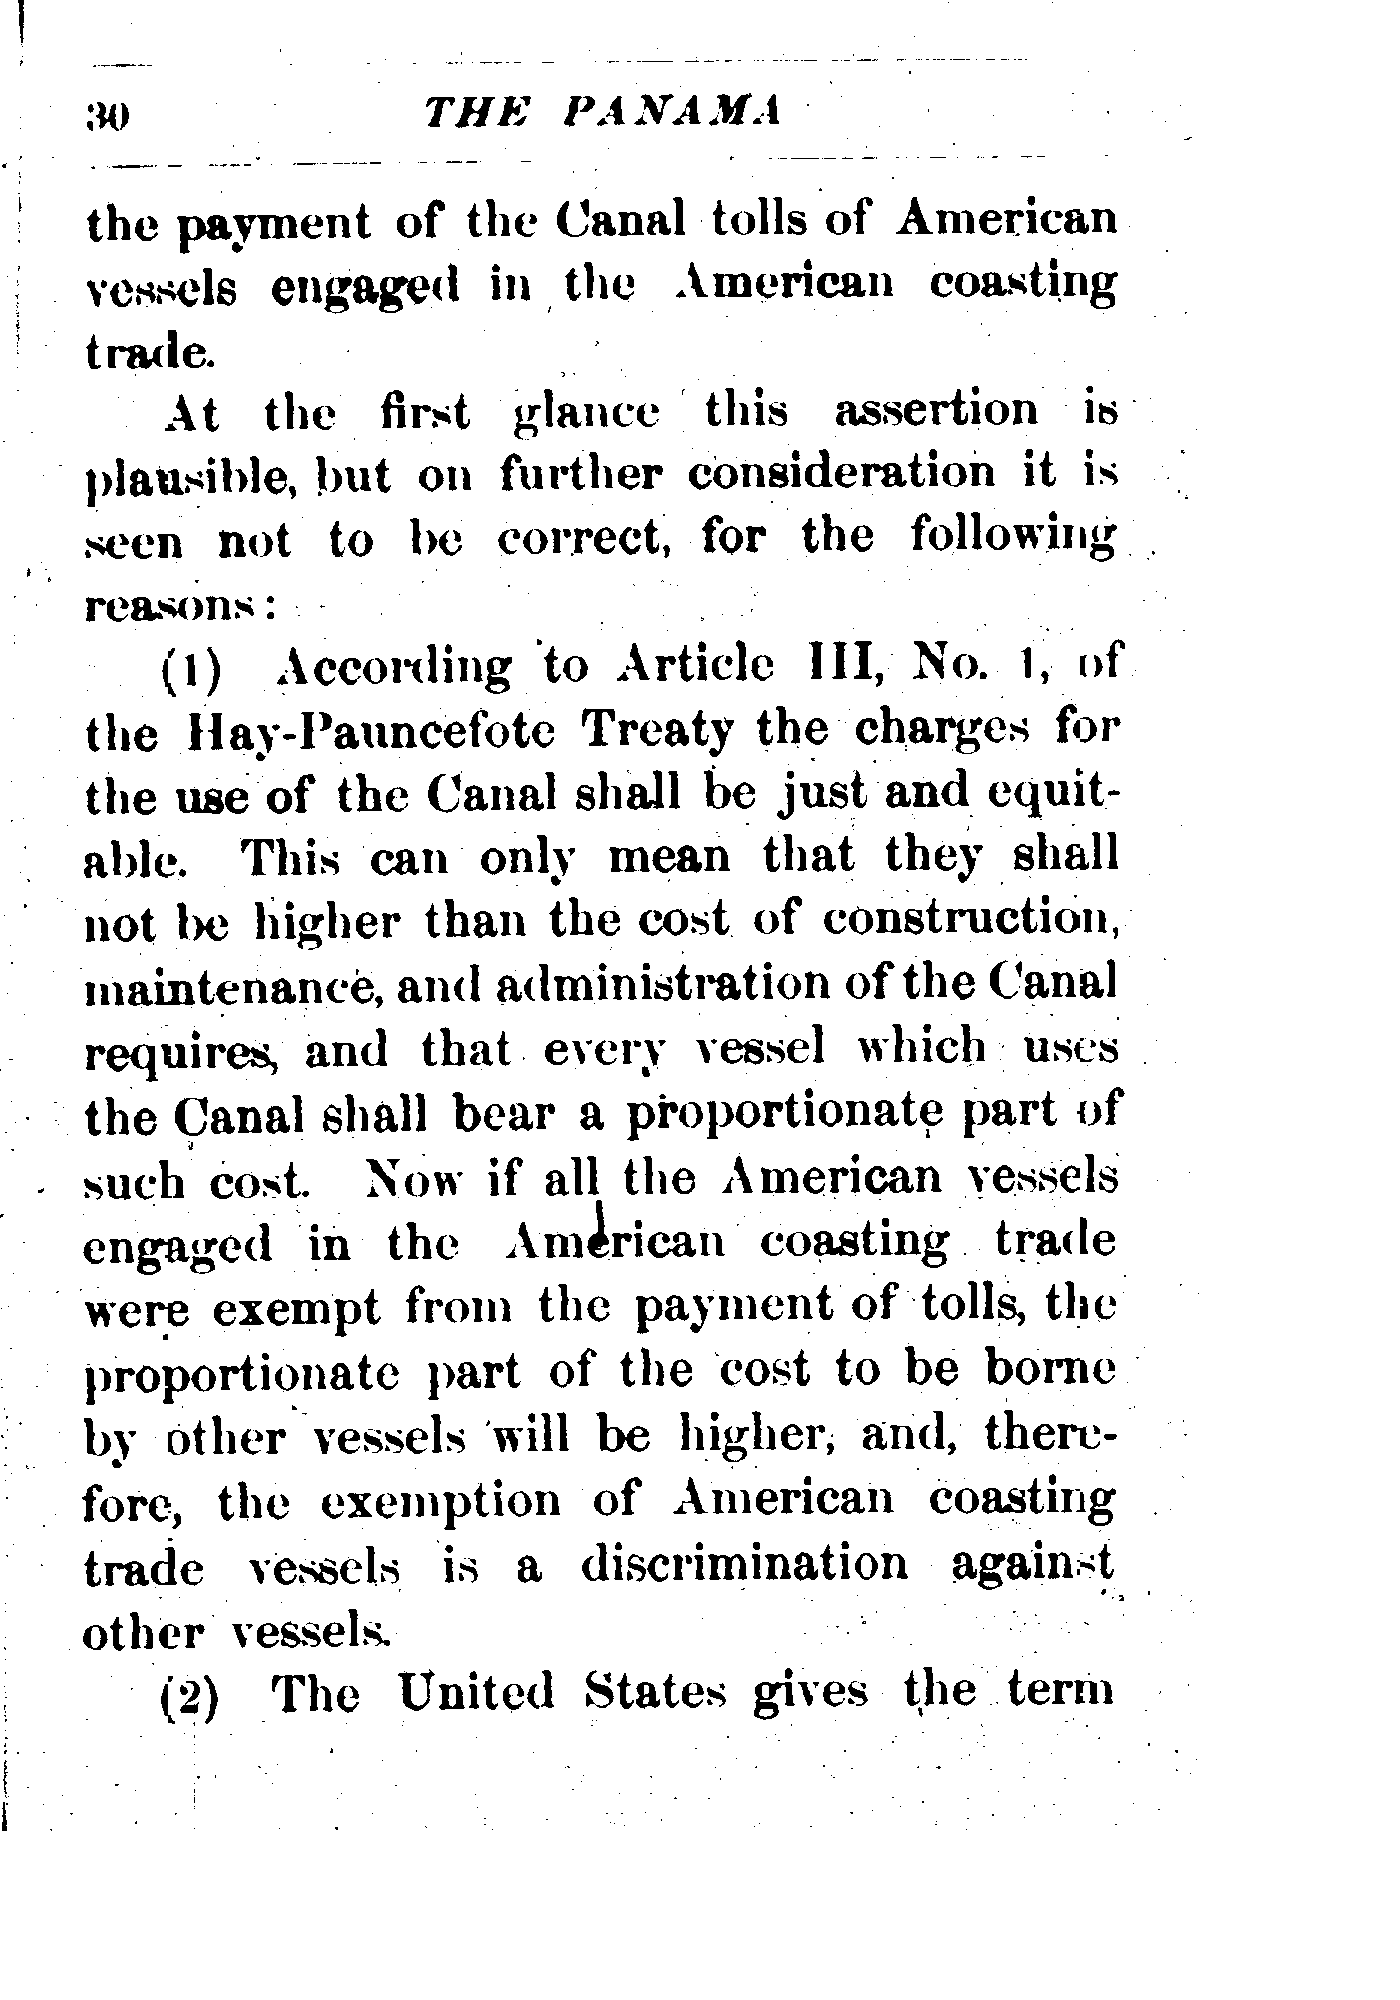 30 THE PANAMA
the payment of the Canal tolls of American
vessels engaged in the American coasting
trade.
At the first glance this assertion is
plausible, but on further consideration it is
seen not to be correct, for the following
reasons:
(1) According to Article III, No. 1, of
the Hay-Pauncefote Treaty the charges for
the use of the Canal shall be just and equit-
able. This can only mean that they shall
not be higher than the cost of construction,
maintenance, and administration of the Canal
requires, and that every vessel which uses
the Canal shall bear a proportionate part of
such cost. Now if all the American vessels
engaged in the American coasting trade
were exempt from the payment of tolls, the
proportionate part of the cost to be borne
by other vessels will be higher, and, there-
fore, the exemption of American coasting
trade vessels is a discrimination against
other vessels.
(2) The United States gives the term